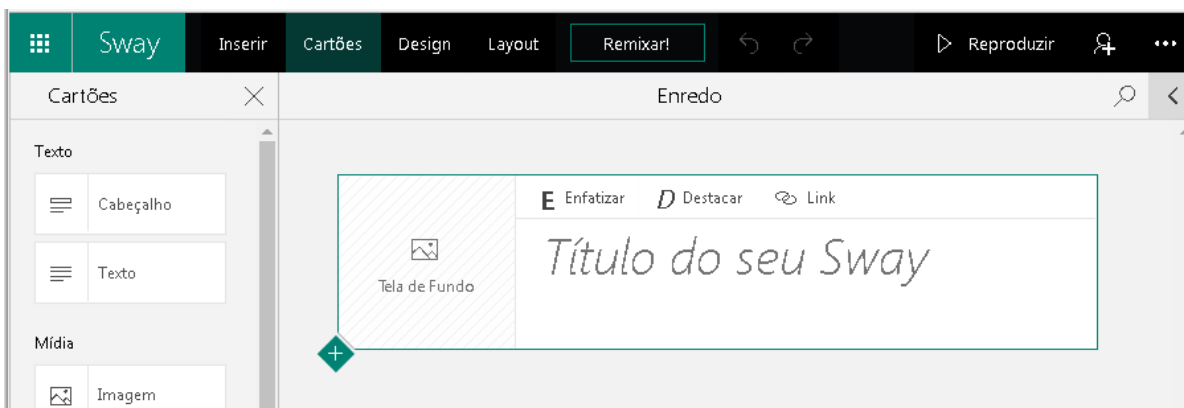 Sway Inserir Cartões Design Layout Remixar! Reproduzir
Cartões
Enredo
Texto
Cabeçalho
Texto
Mídia
Imagem
Tela de Fundo
E Enfatizar D Destacar Link
Título do seu Sway